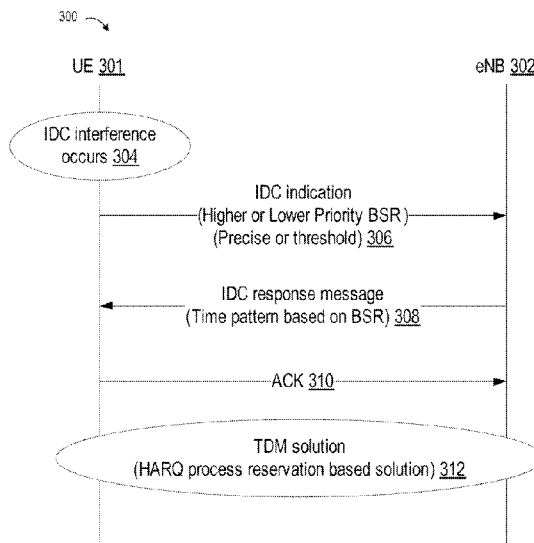 300
UE 301
eNB 302
IDC interference
occurs 304
IDC indication
(Higher or Lower Priority BSR)
(Precise or threshold) 306
IDC response message
(Time pattern based on BSR) 308
ACK 310
TDM solution
(HARQ process reservation based solution) 312